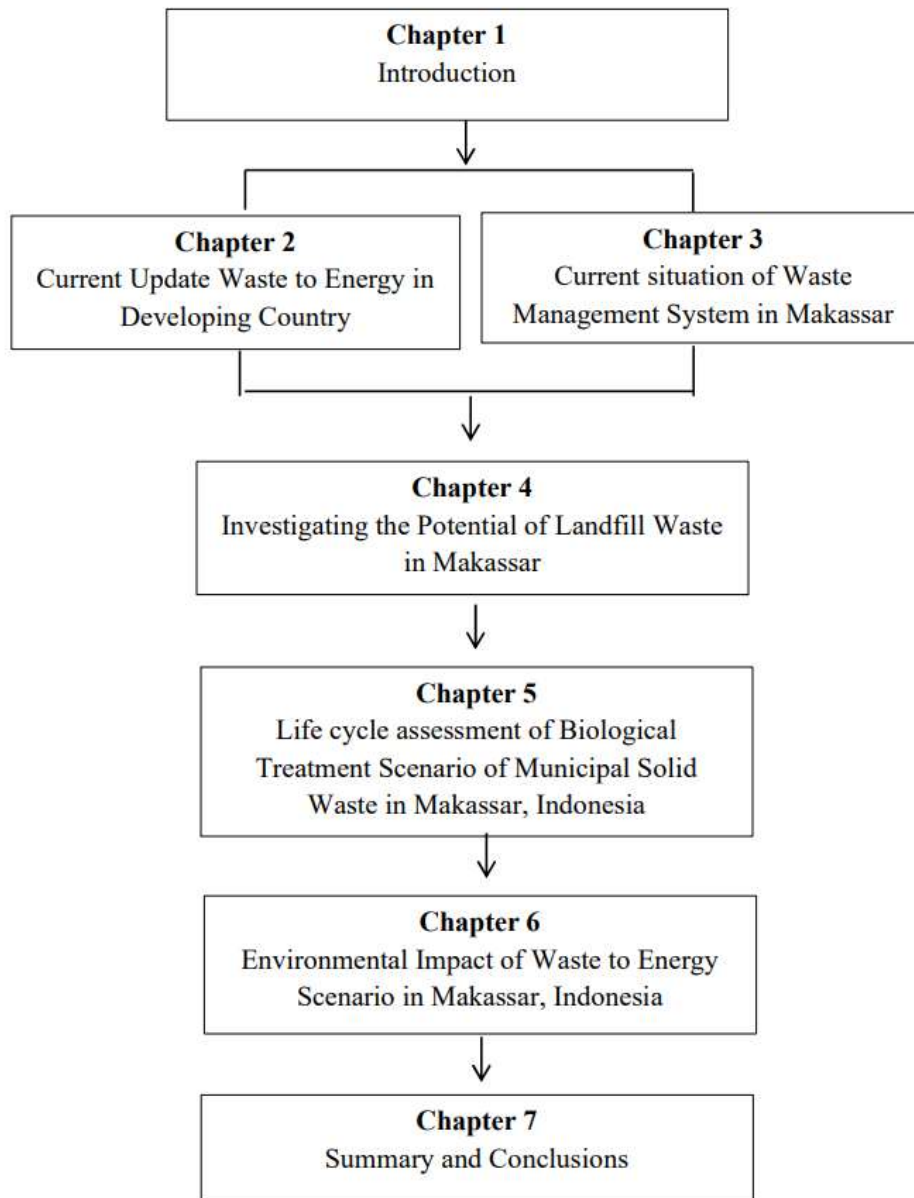 Chapter 1
Introduction
Chapter 2
Current Update Waste to Energy in
Developing Country
Chapter 3
Current situation of Waste
Management System in Makassar
Chapter 4
Investigating the Potential of Landfill Waste
in Makassar
Chapter 5
Life cycle assessment of Biological
Treatment Scenario of Municipal Solid
Waste in Makassar, Indonesia
Chapter 6
Environmental Impact of Waste to Energy
Scenario in Makassar, Indonesia
Chapter 7
Summary and Conclusions